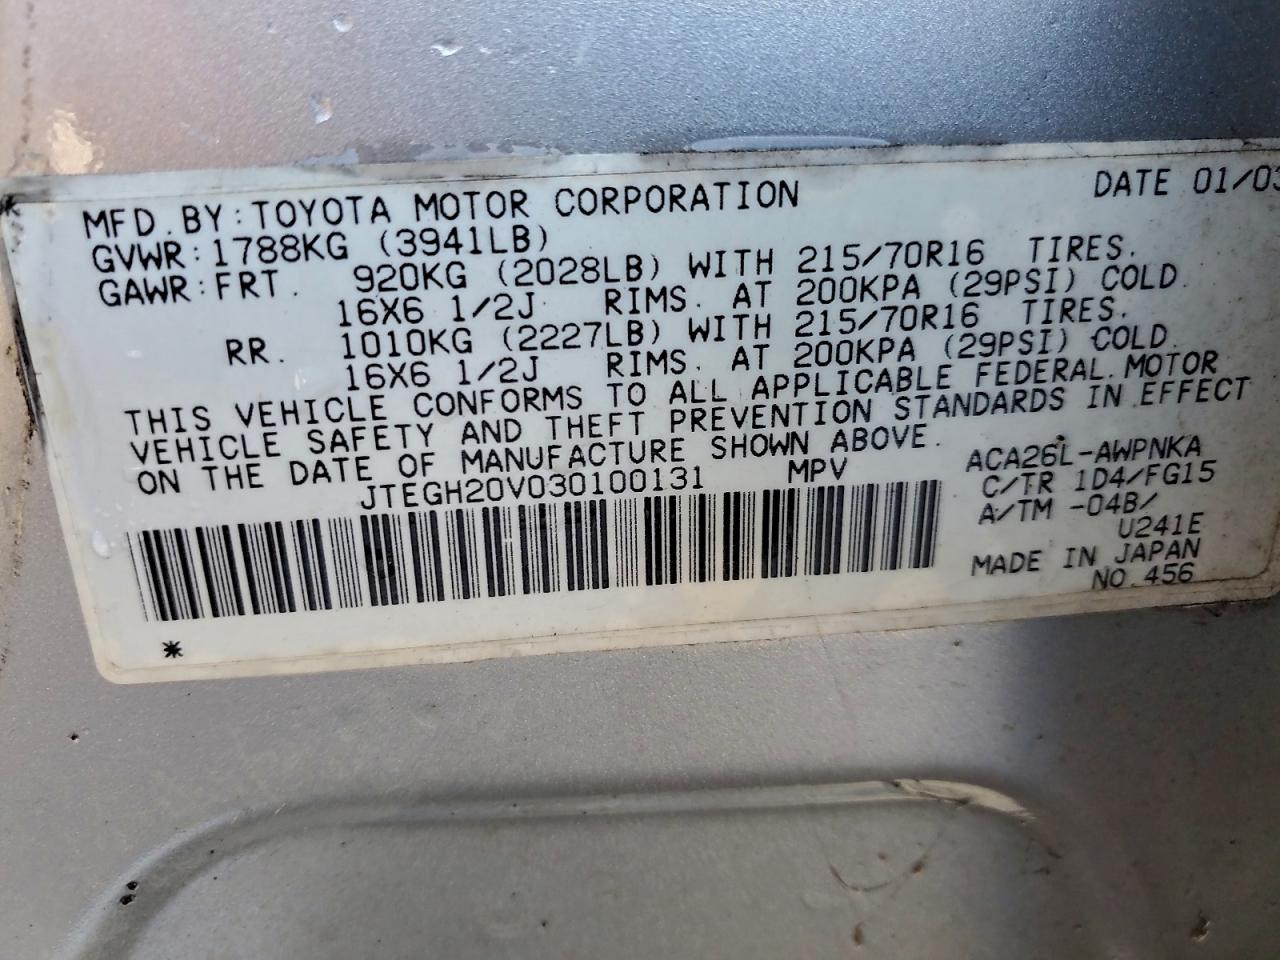 MFD. BY: TOYOTA MOTOR CORPORATION DATE 01/03
GVWR: 1788KG (3941LB)
GAWR: FRT. 920KG (2028LB) WITH 215/70R16 TIRES.
16X6 1/2J RIMS. AT 200KPA (29PSI) COLD.
RR. 1010KG (2227LB) WITH 215/70R16 TIRES.
16X6 1/2J RIMS. AT 200KPA (29PSI) COLD.
THIS VEHICLE CONFORMS TO ALL APPLICABLE FEDERAL MOTOR
VEHICLE SAFETY AND THEFT PREVENTION STANDARDS IN EFFECT
ON THE DATE OF MANUFACTURE SHOWN ABOVE.
JTEGH20V030100131 MPV
ACA26L-AWPNKA
C/TR 1D4/FG15
A/TM -04B/
U241E
MADE IN JAPAN
NO. 456